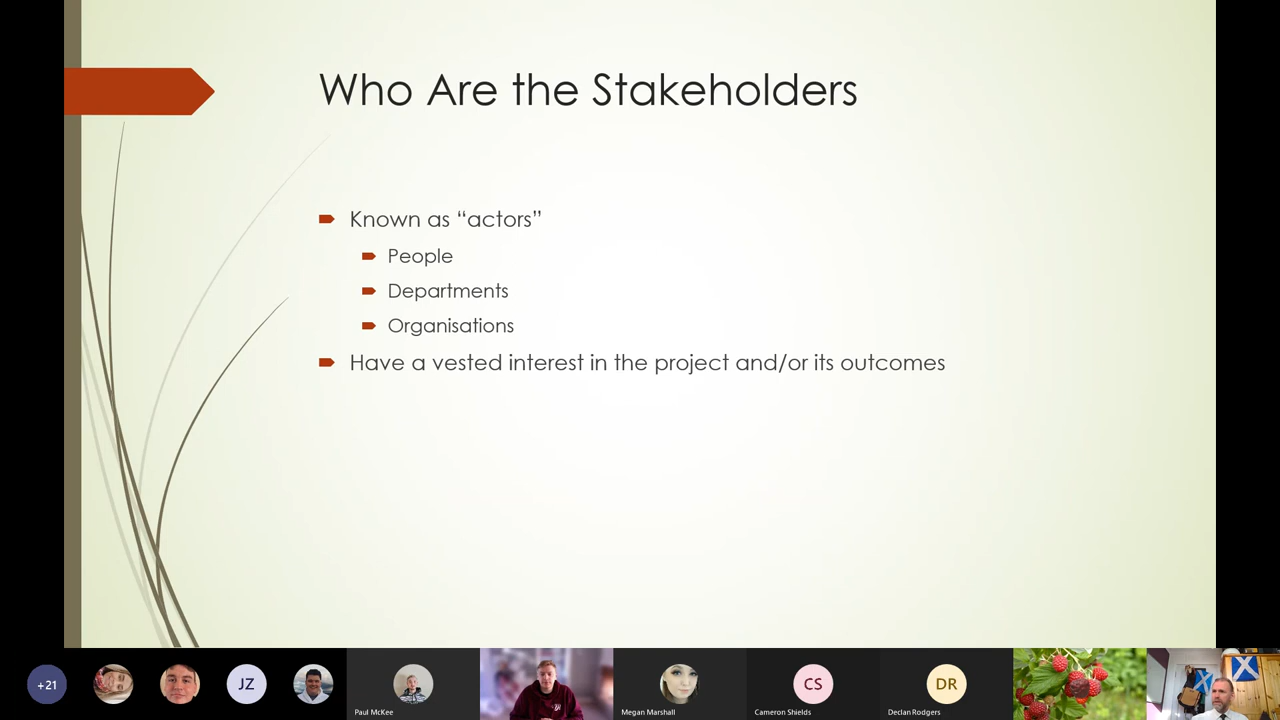 Who Are the Stakeholders
Known as “actors”
People
Departments
Organisations
Have a vested interest in the project and/or its outcomes
+21
JZ
Paul McKee
Megan Marshall
CS
Cameron Shields
DR
Declan Rodgers